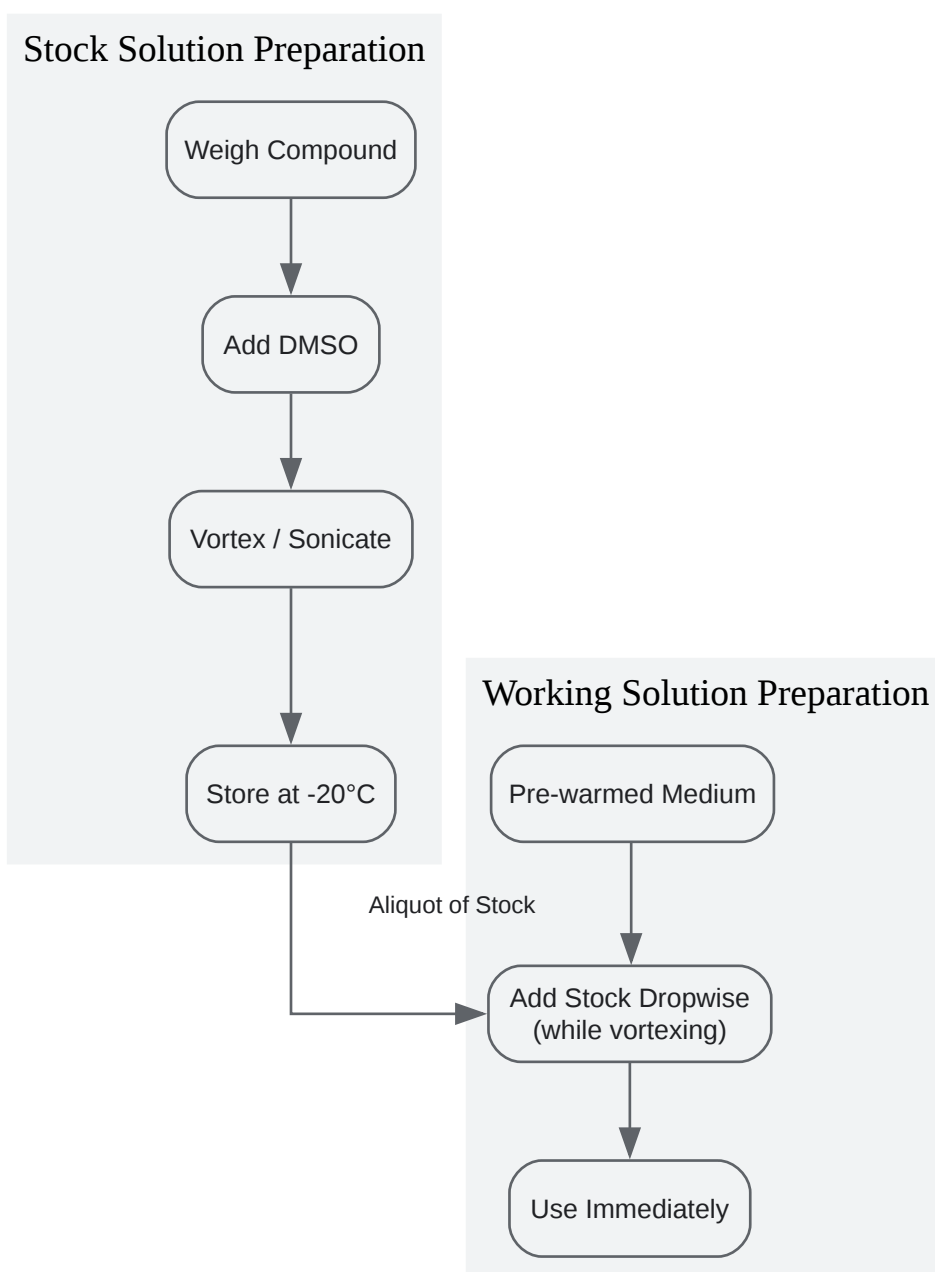 Stock Solution Preparation
Weigh Compound
Add DMSO
Vortex / Sonicate
Store at -20°C
Aliquot of Stock
Working Solution Preparation
Pre-warmed Medium
Add Stock Dropwise
(while vortexing)
Use Immediately